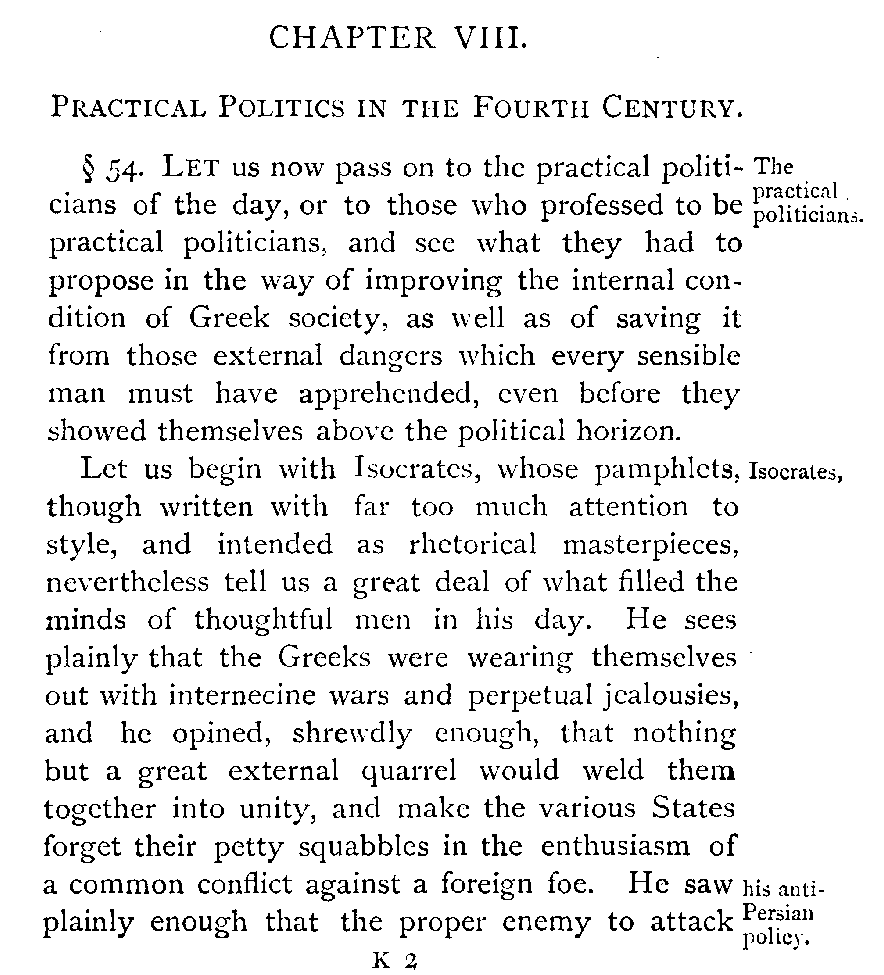 CHAPTER VIII.
PRACTICAL POLITICS IN THE FOURTH CENTURY.
§ 54. LET us now pass on to the practical politi-
cians of the day, or to those who professed to be
practical politicians, and see what they had to
propose in the way of improving the internal con-
dition of Greek society, as well as of saving it
from those external dangers which every sensible
man must have apprehended, even before they
showed themselves above the political horizon.
The
practical
politicians.
Let us begin with Isocrates, whose pamphlets,
though written with far too much attention to
style, and intended as rhetorical masterpieces,
nevertheless tell us a great deal of what filled the
minds of thoughtful men in his day. He sees
plainly that the Greeks were wearing themselves
out with internecine wars and perpetual jealousies,
and he opined, shrewdly enough, that nothing
but a great external quarrel would weld them
together into unity, and make the various States
forget their petty squabbles in the enthusiasm of
a common conflict against a foreign foe. He saw
plainly enough that the proper enemy to attack
Isocrates,
his anti-
Persian
policy.
K 2